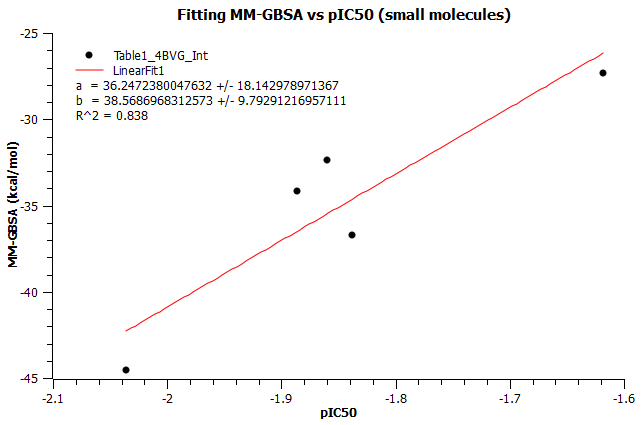 Fitting MM-GBSA vs pIC50 (small molecules)
Table1_4BVG_Int
LinearFit1
a = 36.2472380047632 +/- 18.142978971367
b = 38.5686968312573 +/- 9.79291216957111
R^2 = 0.838
MM-GBSA (kcal/mol)
-25
-30
-35
-40
-45
-2.1
-2
-1.9
-1.8
-1.7
-1.6
pIC50